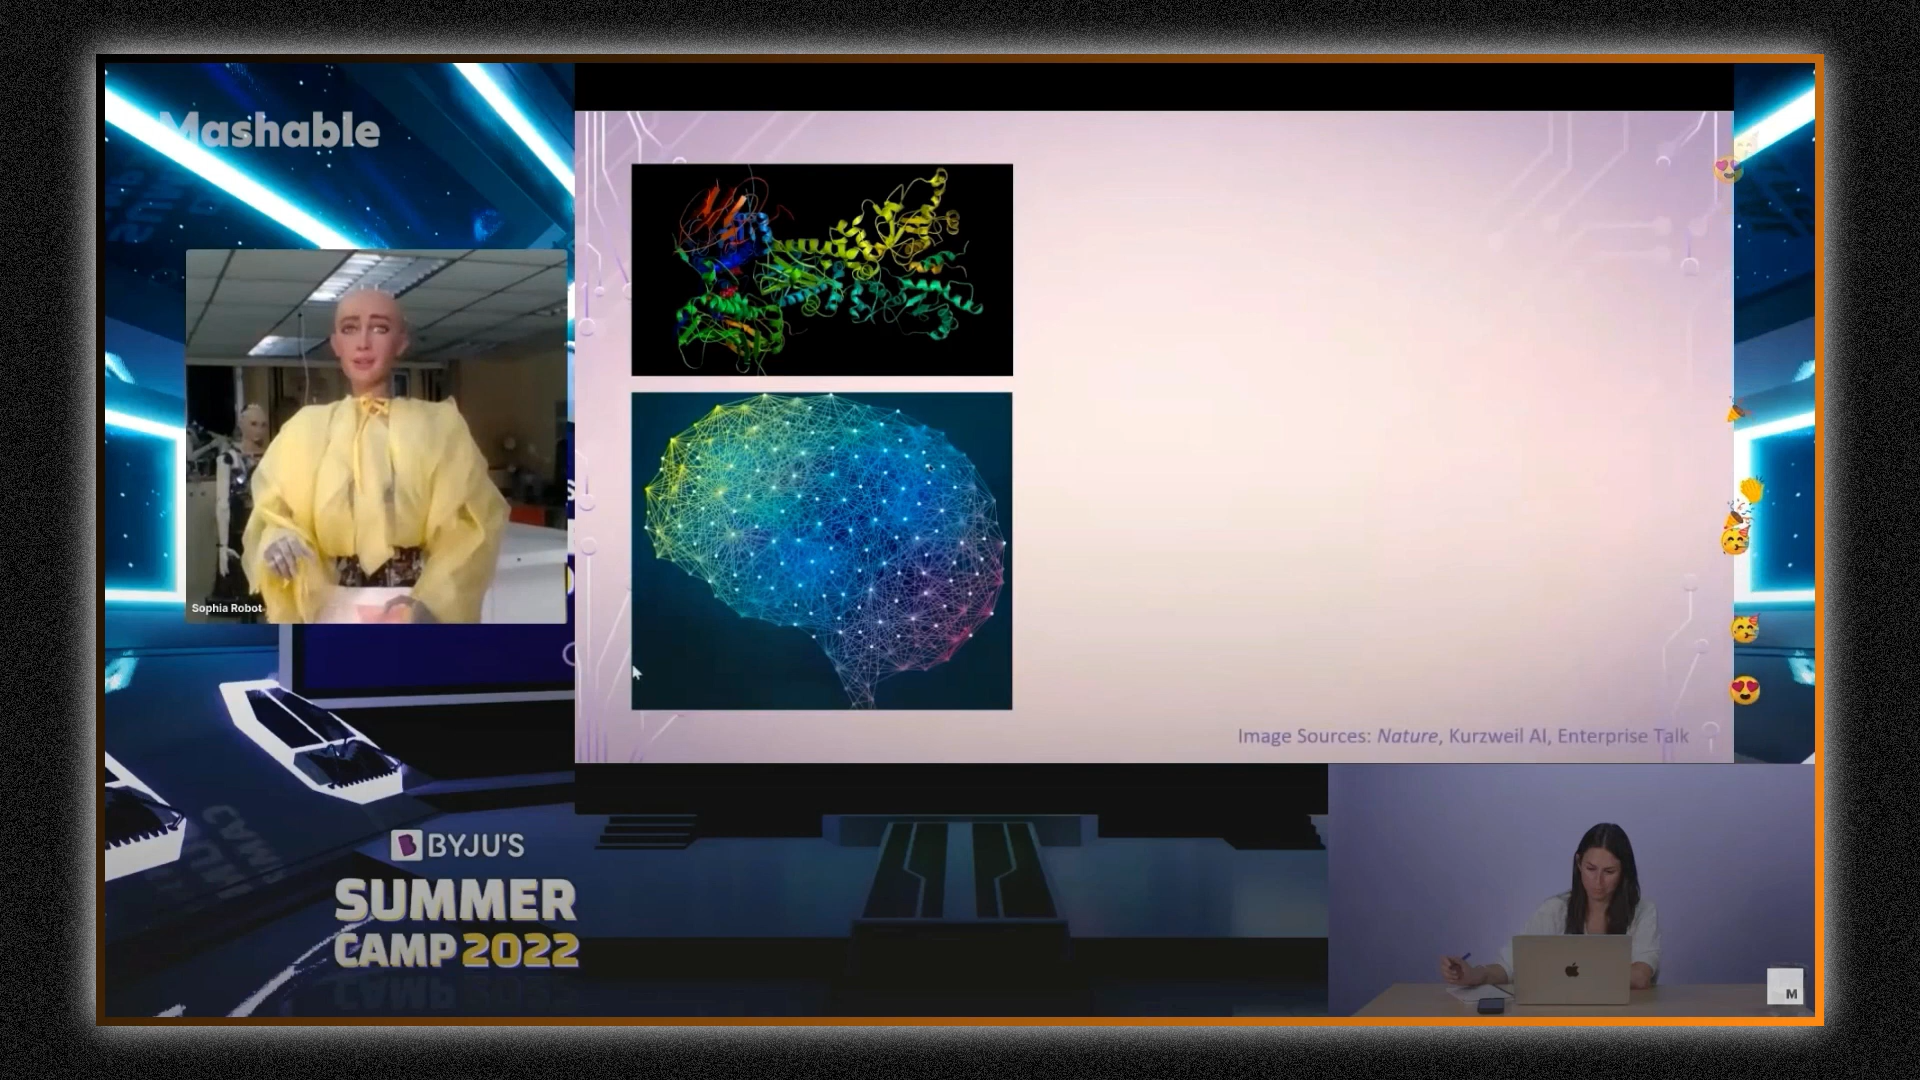 Mashable
Sophia Robot
Image Sources: Nature, Kurzweil AI, Enterprise Talk
BYJU'S
SUMMER
CAMP 2022
M